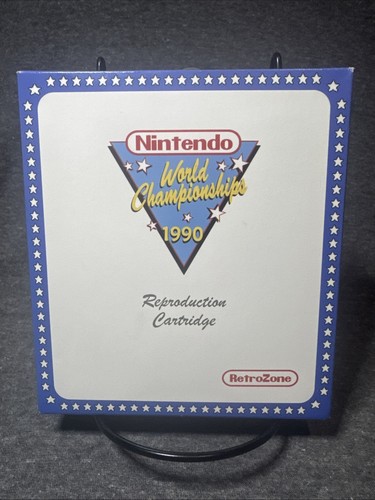 Nintendo
World
Championships
1990
Reproduction
Cartridge
RetroZone